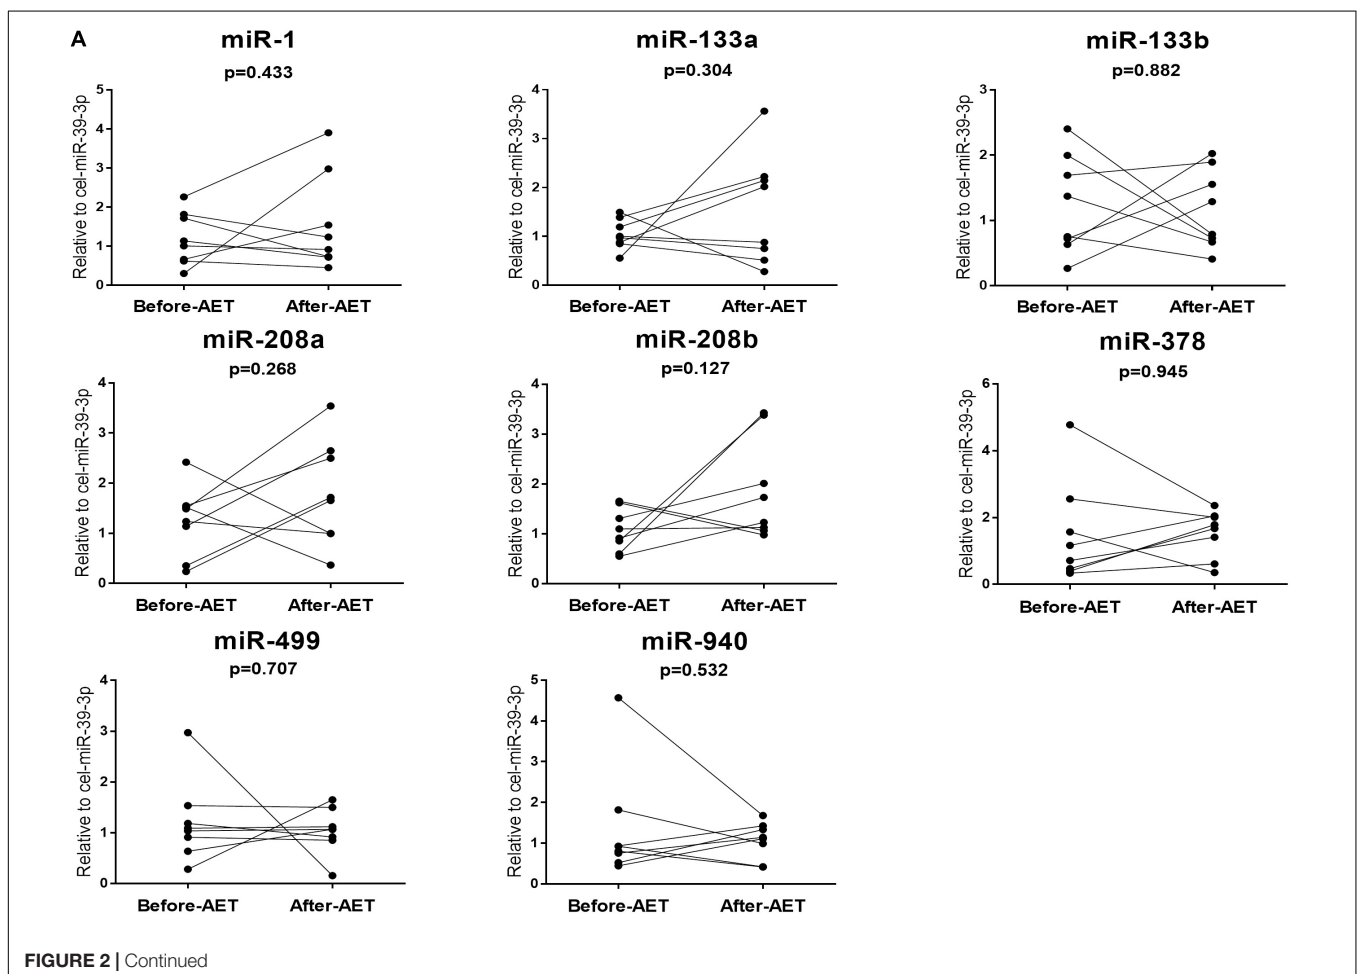 A
miR-1
p=0.433
Relative to cel-miR-39-3p
5
4
3
2
1
0
Before-AET After-AET
miR-133a
p=0.304
Relative to cel-miR-39-3p
4
3
2
1
0
Before-AET After-AET
miR-133b
p=0.882
Relative to cel-miR-39-3p
3
2
1
0
Before-AET After-AET
miR-208a
p=0.268
Relative to cel-miR-39-3p
4
3
2
1
0
Before-AET After-AET
miR-208b
p=0.127
Relative to cel-miR-39-3p
4
3
2
1
0
Before-AET After-AET
miR-378
p=0.945
Relative to cel-miR-39-3p
6
4
2
0
Before-AET After-AET
miR-499
p=0.707
Relative to cel-miR-39-3p
4
3
2
1
0
Before-AET After-AET
miR-940
p=0.532
Relative to cel-miR-39-3p
5
4
3
2
1
0
Before-AET After-AET
FIGURE 2 | Continued